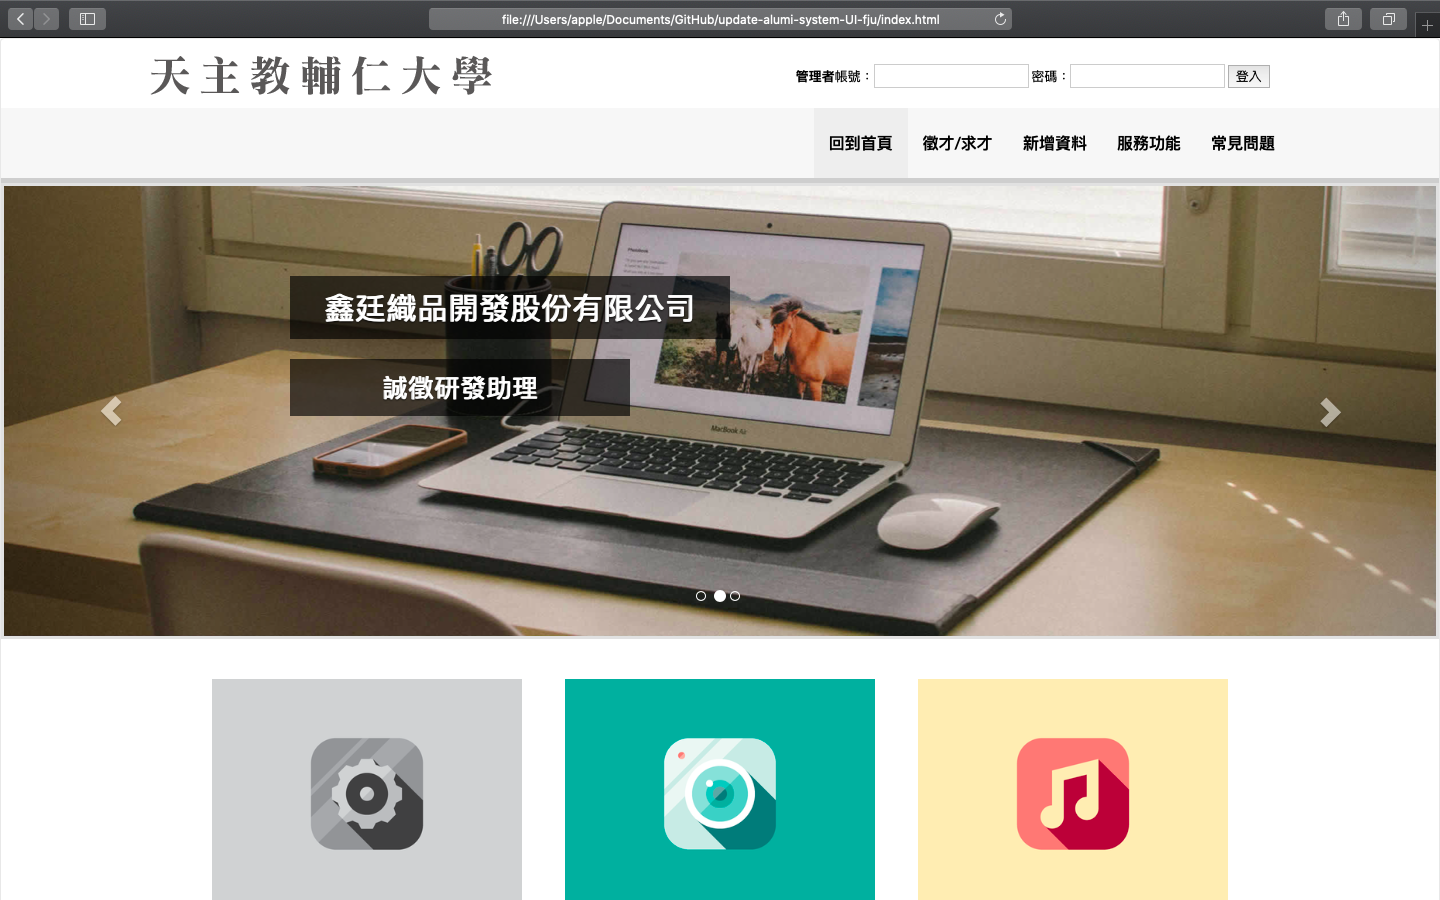 file:///Users/apple/Documents/GitHub/update-alumi-system-UI-fju/index.html
天主教輔仁大學
管理者帳號：
密碼：
登入
回到首頁
徵才/求才
新增資料
服務功能
常見問題
鑫廷織品開發股份有限公司
誠徵研發助理
MacBook Air